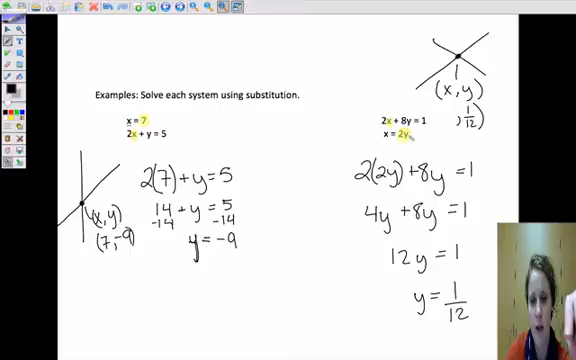 Examples: Solve each system using substitution.
x = 7
2x + y = 5
2(7) + y = 5
14 + y = 5
-14 -14
y = -9
(x, y)
(7, -9)
(x, y)
, 1/12)
2x + 8y = 1
x = 2y
2(2y) + 8y = 1
4y + 8y = 1
12y = 1
y = 1/12